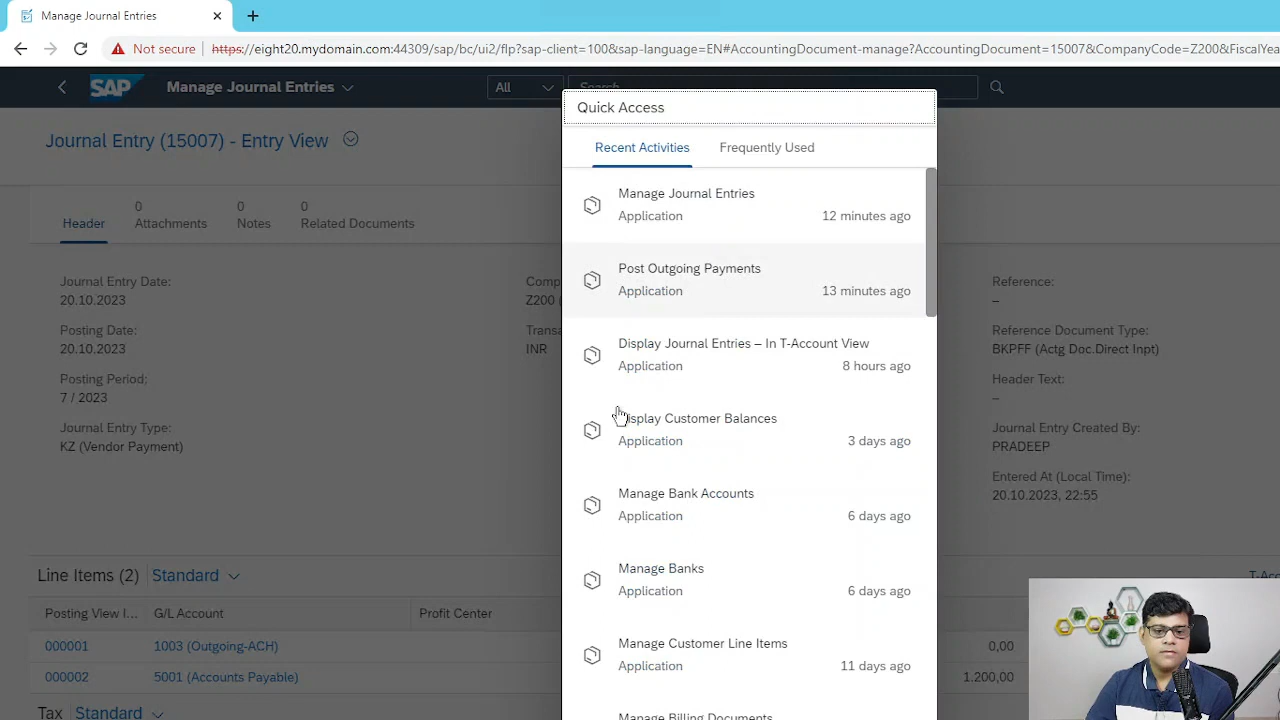 Manage Journal Entries
Not secure https://eight20.mydomain.com:44309/sap/bc/ui2/flp?sap-client=100&sap-language=EN#AccountingDocument-manage?AccountingDocument=15007&CompanyCode=Z200&FiscalYea
SAP Manage Journal Entries All Search
Quick Access
Journal Entry (15007) - Entry View
Recent Activities Frequently Used
Manage Journal Entries
Application 12 minutes ago
Post Outgoing Payments
Application 13 minutes ago
Display Journal Entries – In T-Account View
Application 8 hours ago
Display Customer Balances
Application 3 days ago
Manage Bank Accounts
Application 6 days ago
Manage Banks
Application 6 days ago
Manage Customer Line Items
Application 11 days ago
Manage Billing Documents
Header
0 Attachments
0 Notes
0 Related Documents
Journal Entry Date:
20.10.2023
Posting Date:
20.10.2023
Posting Period:
7 / 2023
Journal Entry Type:
KZ (Vendor Payment)
Comp
Z200 (
Trans
INR
Reference:
–
Reference Document Type:
BKPFF (Actg Doc.Direct Inpt)
Header Text:
–
Journal Entry Created By:
PRADEEP
Entered At (Local Time):
20.10.2023, 22:55
Line Items (2) Standard T-Acc
Posting View I... G/L Account Profit Center
000001 1003 (Outgoing-ACH) 0,00
000002 5001 (Accounts Payable) 1.200,00
Tax Standard